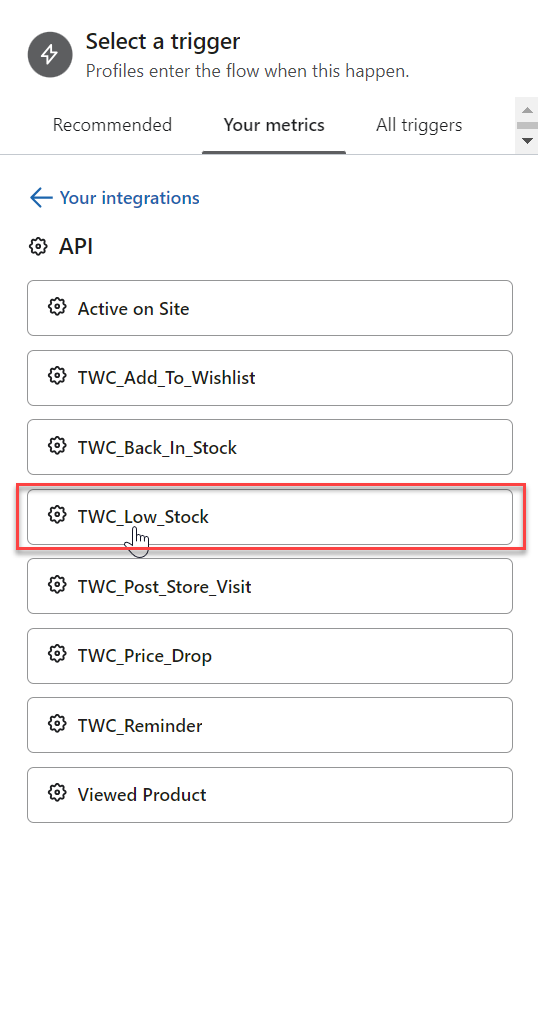 Select a trigger
Profiles enter the flow when this happen.
Recommended Your metrics All triggers
Your integrations
API
Active on Site
TWC_Add_To_Wishlist
TWC_Back_In_Stock
TWC_Low_Stock
TWC_Post_Store_Visit
TWC_Price_Drop
TWC_Reminder
Viewed Product